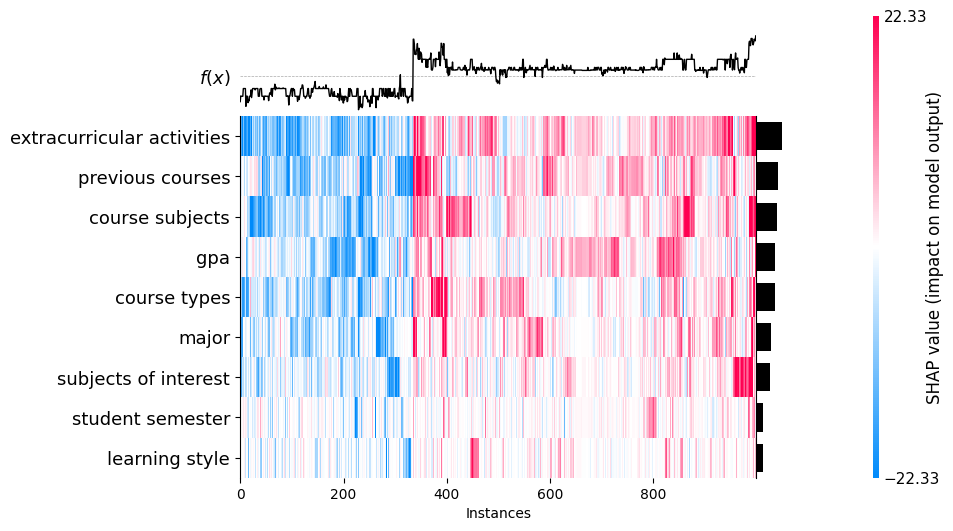 22.33
f(x)
extracurricular activities
previous courses
course subjects
gpa
course types
major
subjects of interest
student semester
learning style
SHAP value (impact on model output)
−22.33
0 200 400 600 800
Instances